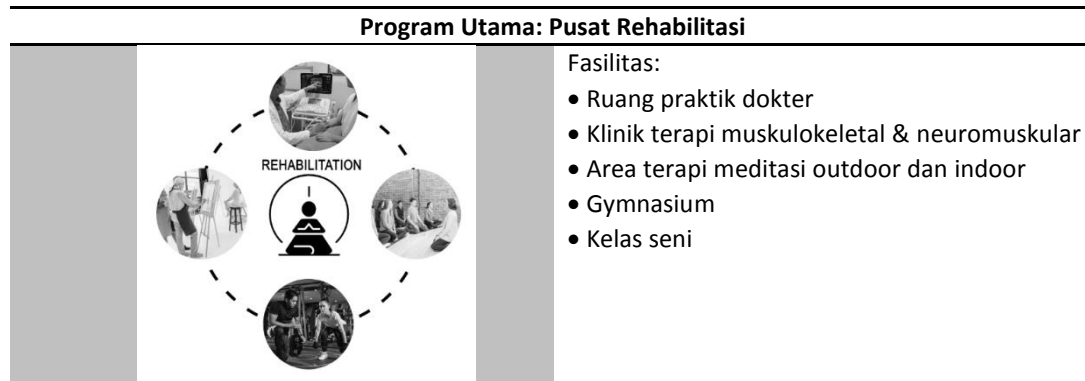 Program Utama: Pusat Rehabilitasi
REHABILITATION
Fasilitas:
• Ruang praktik dokter
• Klinik terapi muskulokeletal & neuromuskular
• Area terapi meditasi outdoor dan indoor
• Gymnasium
• Kelas seni